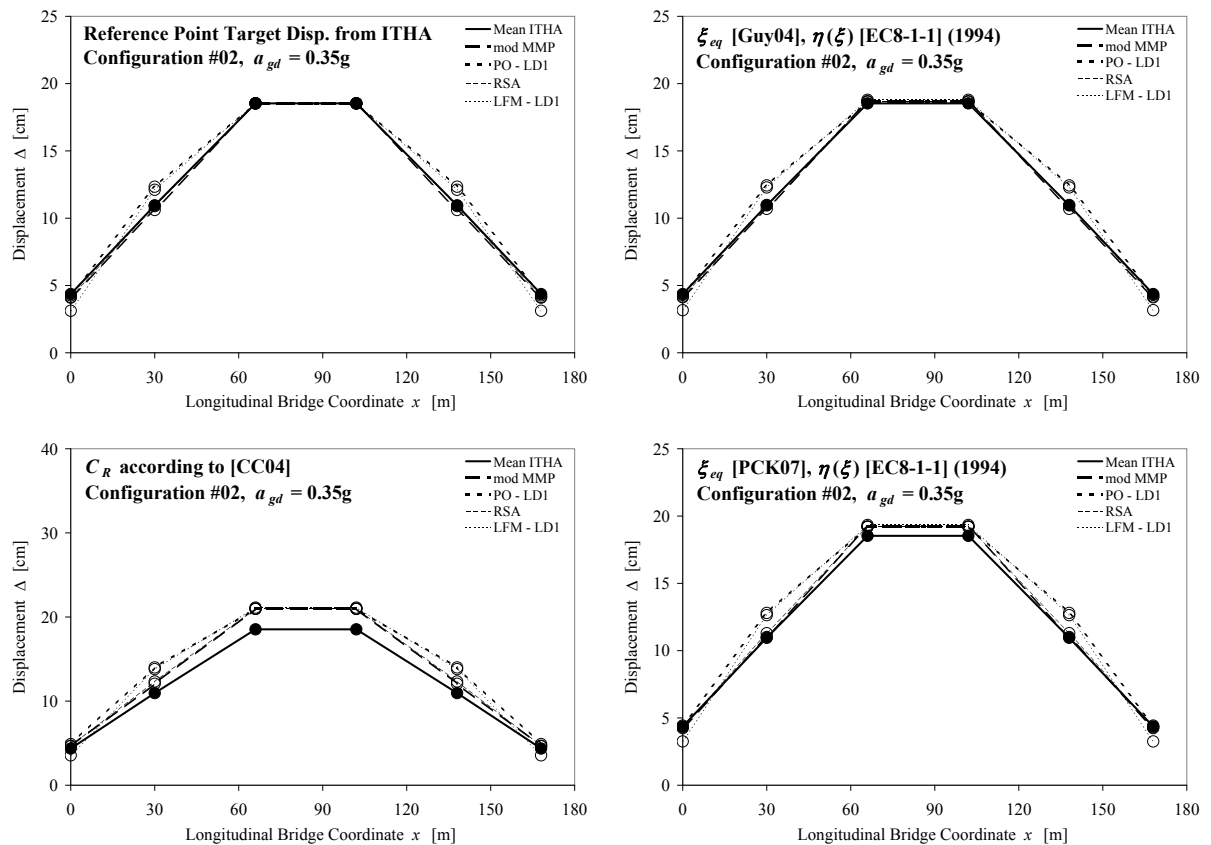 Reference Point Target Disp. from ITHA
Configuration #02, a gd = 0.35g
Mean ITHA
mod MMP
PO - LD1
RSA
LFM - LD1
25
20
15
10
5
0
Displacement Δ [cm]
0 30 60 90 120 150 180
Longitudinal Bridge Coordinate x [m]
ξ eq [Guy04], η(ξ) [EC8-1-1] (1994)
Configuration #02, a gd = 0.35g
Mean ITHA
mod MMP
PO - LD1
RSA
LFM - LD1
25
20
15
10
5
0
Displacement Δ [cm]
0 30 60 90 120 150 180
Longitudinal Bridge Coordinate x [m]
C R according to [CC04]
Configuration #02, a gd = 0.35g
Mean ITHA
mod MMP
PO - LD1
RSA
LFM - LD1
40
30
20
10
0
Displacement Δ [cm]
0 30 60 90 120 150 180
Longitudinal Bridge Coordinate x [m]
ξ eq [PCK07], η(ξ) [EC8-1-1] (1994)
Configuration #02, a gd = 0.35g
Mean ITHA
mod MMP
PO - LD1
RSA
LFM - LD1
25
20
15
10
5
0
Displacement Δ [cm]
0 30 60 90 120 150 180
Longitudinal Bridge Coordinate x [m]